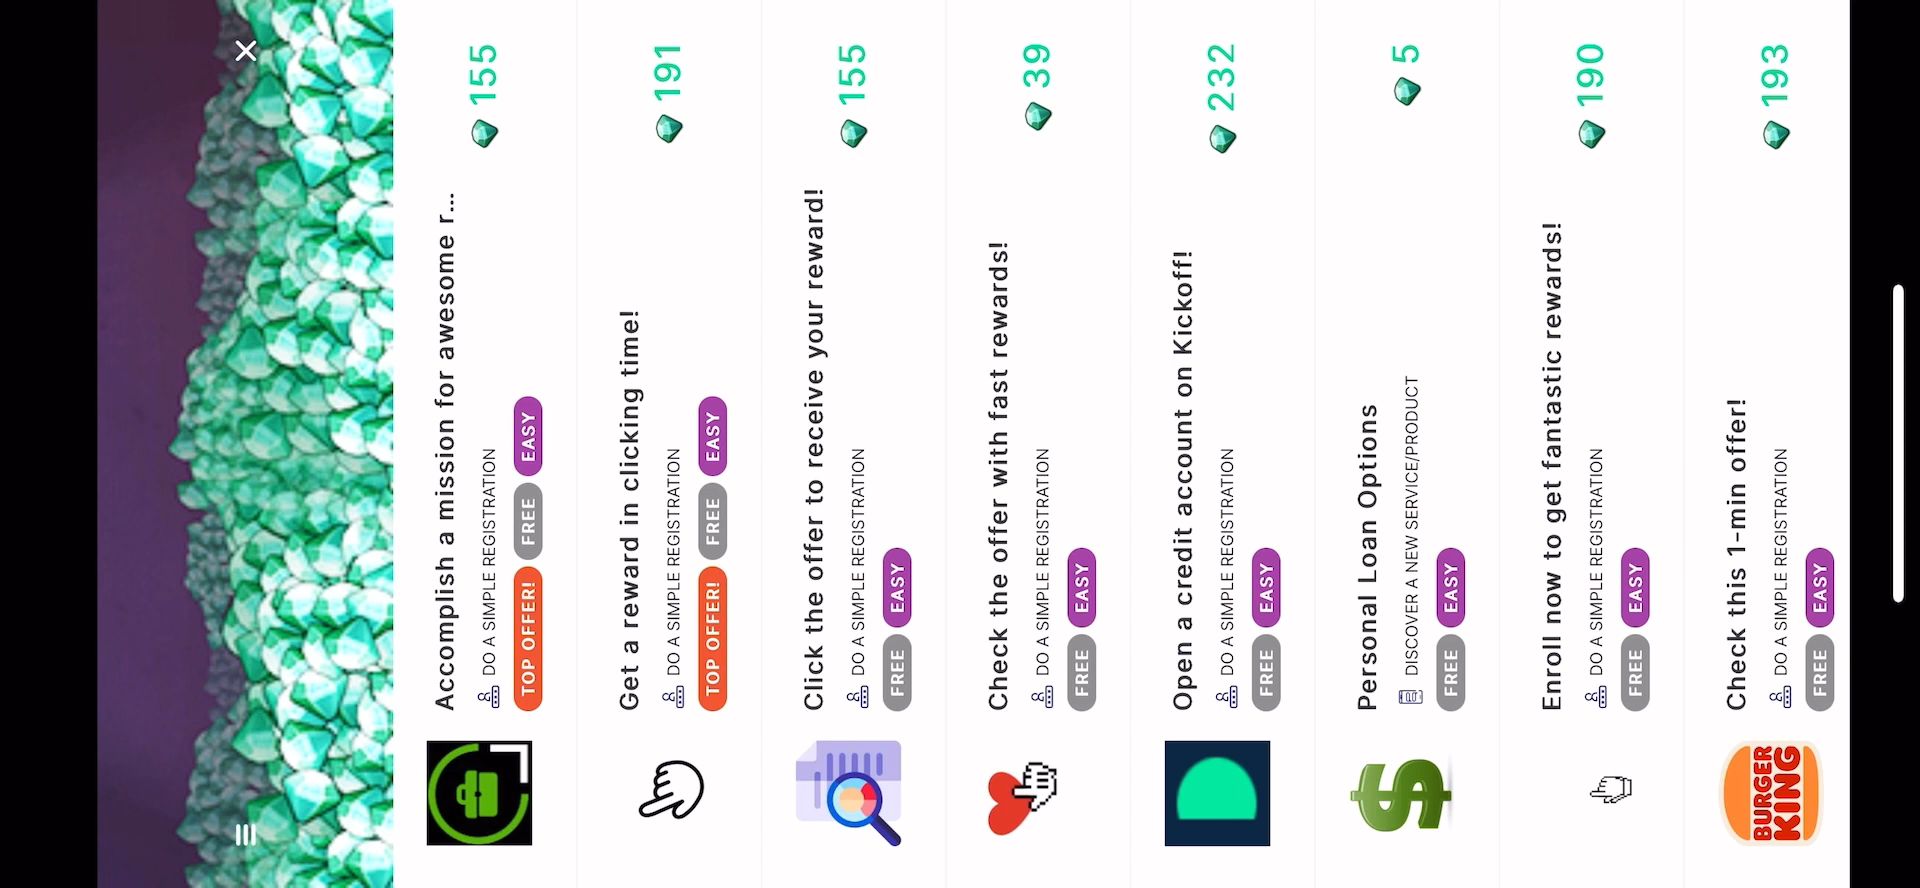 Accomplish a mission for awesome r...
155
DO A SIMPLE REGISTRATION
TOP OFFER! FREE EASY
Get a reward in clicking time!
191
DO A SIMPLE REGISTRATION
TOP OFFER! FREE EASY
Click the offer to receive your reward!
155
DO A SIMPLE REGISTRATION
FREE EASY
Check the offer with fast rewards!
39
DO A SIMPLE REGISTRATION
FREE EASY
Open a credit account on Kickoff!
232
DO A SIMPLE REGISTRATION
FREE EASY
Personal Loan Options
5
DISCOVER A NEW SERVICE/PRODUCT
FREE EASY
Enroll now to get fantastic rewards!
190
DO A SIMPLE REGISTRATION
FREE EASY
BURGER
KING
Check this 1-min offer!
193
DO A SIMPLE REGISTRATION
FREE EASY